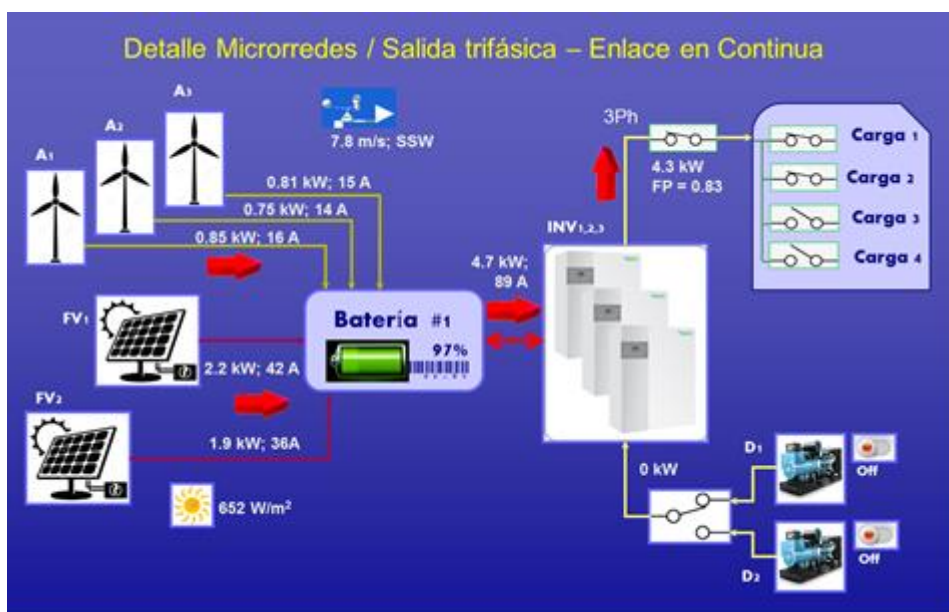 Detalle Microrredes / Salida trifásica – Enlace en Continua
A3
A2
A1
7.8 m/s; SSW
3Ph
4.3 kW
FP = 0.83
Carga 1
Carga 2
Carga 3
Carga 4
0.81 kW; 15 A
0.75 kW; 14 A
0.85 kW; 16 A
INV1,2,3
4.7 kW;
89 A
FV1
Batería #1
97%
2.2 kW; 42 A
FV2
1.9 kW; 36A
652 W/m²
0 kW
D1
Off
D2
Off